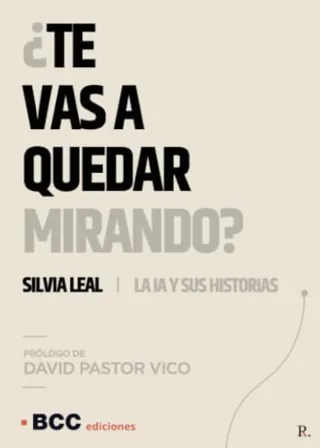 ¿TE
VAS A
QUEDAR
MIRANDO?
SILVIA LEAL | LA IA Y SUS HISTORIAS
PRÓLOGO DE
DAVID PASTOR VICO
BCC ediciones
R.